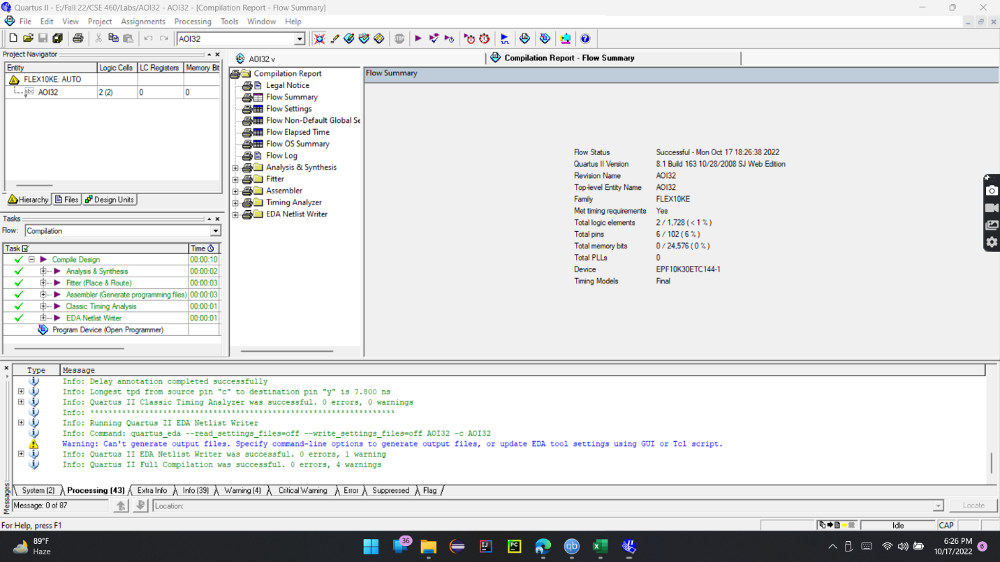 Quartus II - E:/Fall 22/CSE 460/Labs/AOI32 - AOI32 - [Compilation Report - Flow Summary]
File Edit View Project Assignments Processing Tools Window Help
AOI32
Project Navigator
Entity Logic Cells LC Registers Memory Bit
FLEX10KE: AUTO
abc AOI32 2 (2) 0 0
Hierarchy Files Design Units
Tasks
Flow: Compilation
Task Time
Compile Design 00:00:10
Analysis & Synthesis 00:00:02
Fitter (Place & Route) 00:00:03
Assembler (Generate programming files) 00:00:03
Classic Timing Analysis 00:00:01
EDA Netlist Writer 00:00:01
Program Device (Open Programmer)
abc AOI32.v
Compilation Report - Flow Summary
Compilation Report
Legal Notice
Flow Summary
Flow Settings
Flow Non-Default Global Se
Flow Elapsed Time
Flow OS Summary
Flow Log
Analysis & Synthesis
Fitter
Assembler
Timing Analyzer
EDA Netlist Writer
Flow Summary
Flow Status Successful - Mon Oct 17 18:26:38 2022
Quartus II Version 8.1 Build 163 10/28/2008 SJ Web Edition
Revision Name AOI32
Top-level Entity Name AOI32
Family FLEX10KE
Met timing requirements Yes
Total logic elements 2 / 1,728 ( < 1 % )
Total pins 6 / 102 ( 6 % )
Total memory bits 0 / 24,576 ( 0 % )
Total PLLs 0
Device EPF10K30ETC144-1
Timing Models Final
Type Message
Info: Delay annotation completed successfully
Info: Longest tpd from source pin "c" to destination pin "y" is 7.800 ns
Info: Quartus II Classic Timing Analyzer was successful. 0 errors, 0 warnings
Info: *******************************************************************
Info: Running Quartus II EDA Netlist Writer
Info: Command: quartus_eda --read_settings_files=off --write_settings_files=off AOI32 -c AOI32
Warning: Can't generate output files. Specify command-line options to generate output files, or update EDA tool settings using GUI or Tcl script.
Info: Quartus II EDA Netlist Writer was successful. 0 errors, 1 warning
Info: Quartus II Full Compilation was successful. 0 errors, 4 warnings
Messages
System (2) Processing (43) Extra Info Info (39) Warning (4) Critical Warning Error Suppressed Flag
Message: 0 of 87 Location: Locate
For Help, press F1 Idle CAP
89°F
Haze
36
IJ
PC
qb
6:26 PM
10/17/2022
6